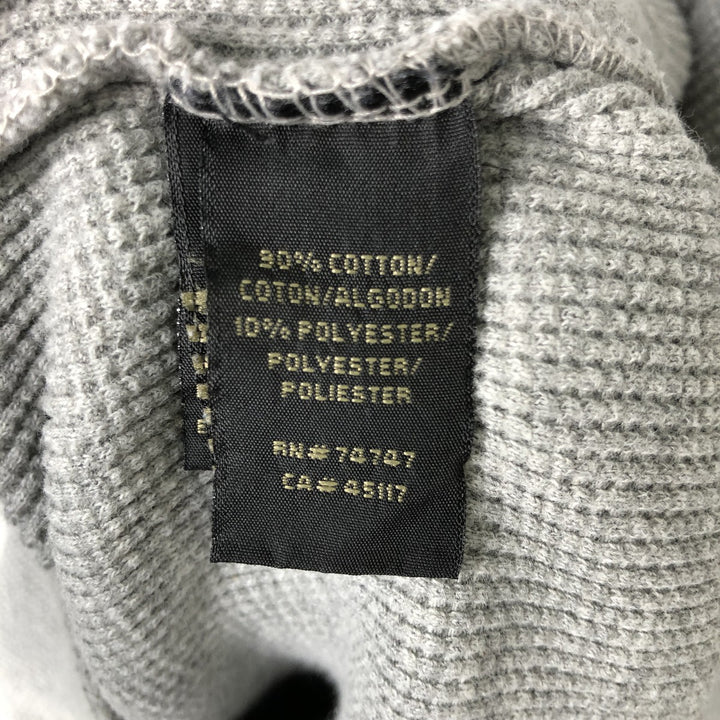 90% COTTON/
COTON/ALGODON
10% POLYESTER/
POLYESTER/
POLIESTER
RN# 74747
CA# 45117